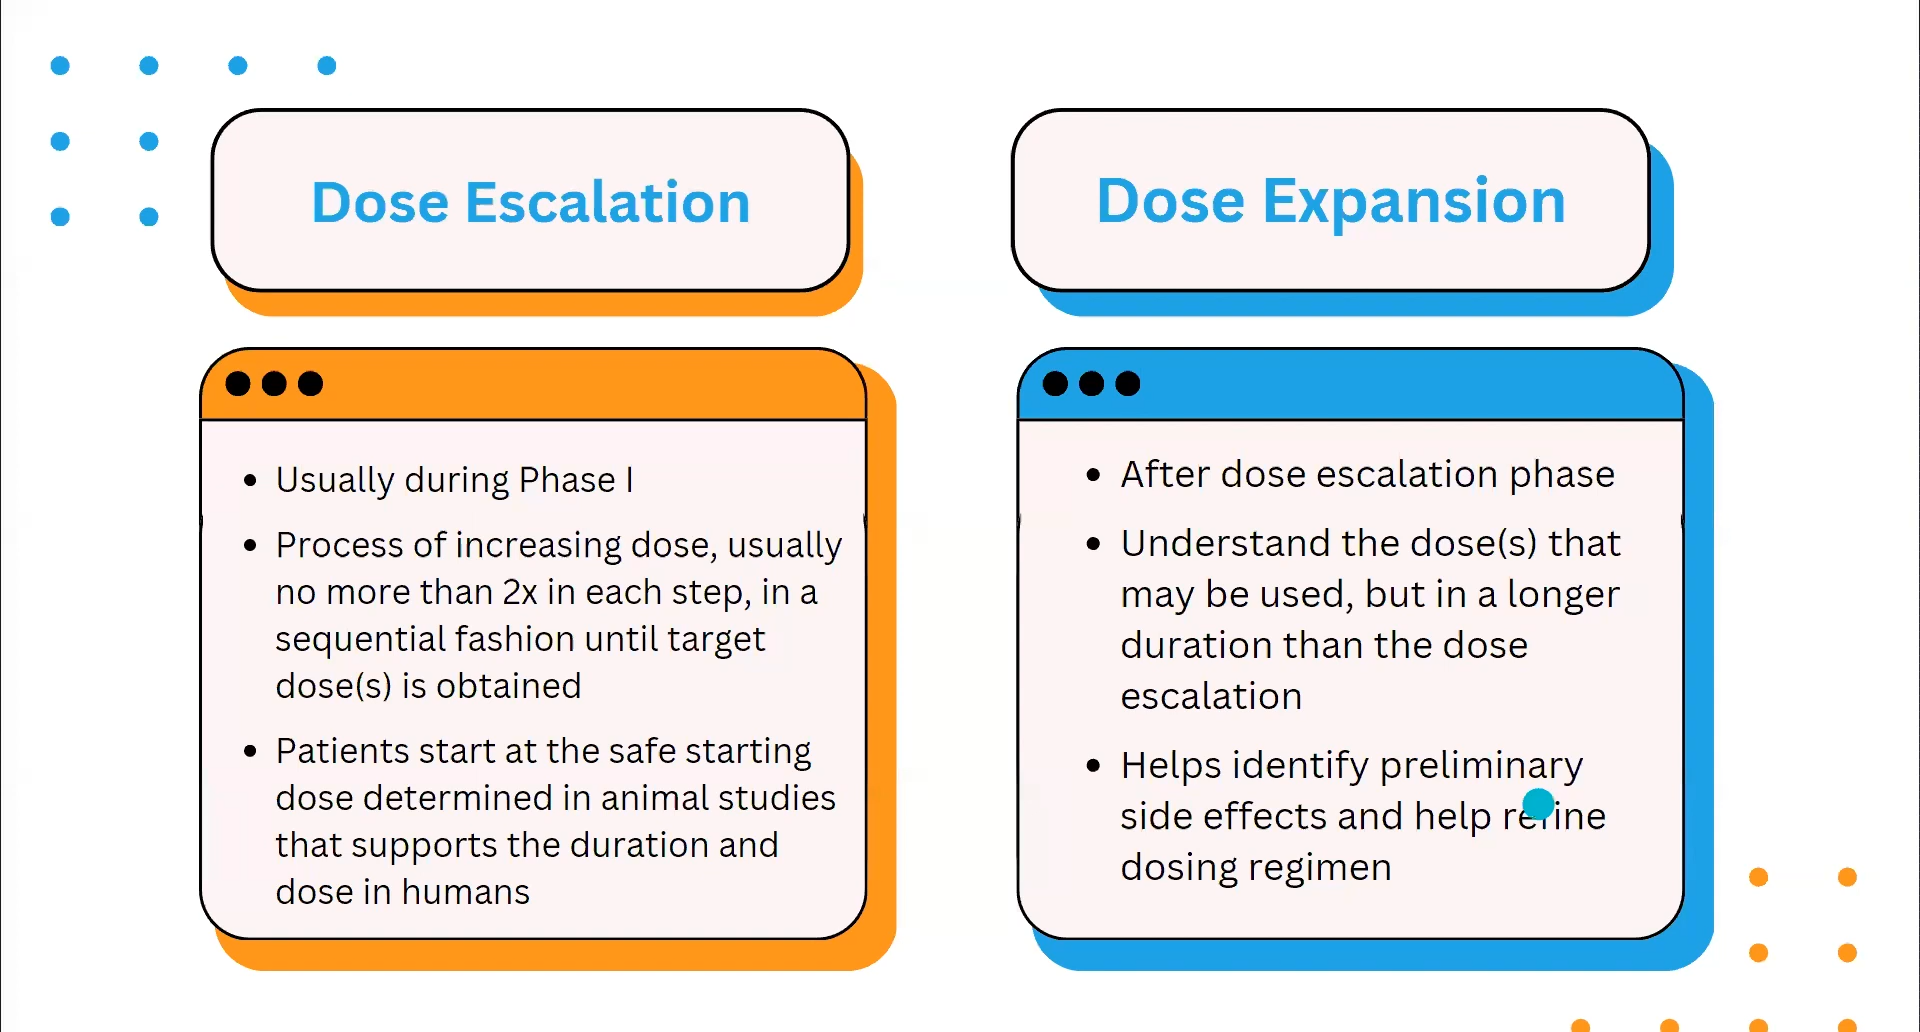 Dose Escalation
Usually during Phase I
Process of increasing dose, usually
no more than 2x in each step, in a
sequential fashion until target
dose(s) is obtained
Patients start at the safe starting
dose determined in animal studies
that supports the duration and
dose in humans
Dose Expansion
After dose escalation phase
Understand the dose(s) that
may be used, but in a longer
duration than the dose
escalation
Helps identify preliminary
side effects and help refine
dosing regimen